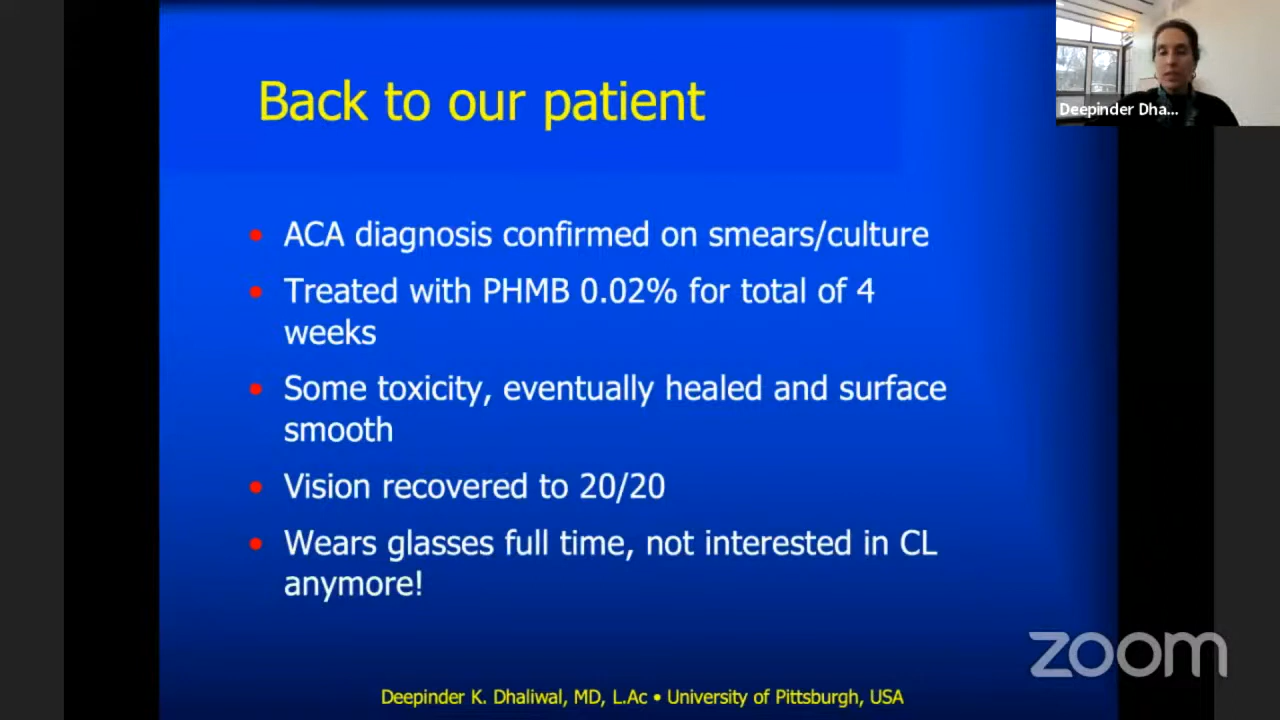 Back to our patient
Deepinder Dha...
• ACA diagnosis confirmed on smears/culture
• Treated with PHMB 0.02% for total of 4
weeks
• Some toxicity, eventually healed and surface
smooth
• Vision recovered to 20/20
• Wears glasses full time, not interested in CL
anymore!
zoom
Deepinder K. Dhaliwal, MD, L.Ac • University of Pittsburgh, USA